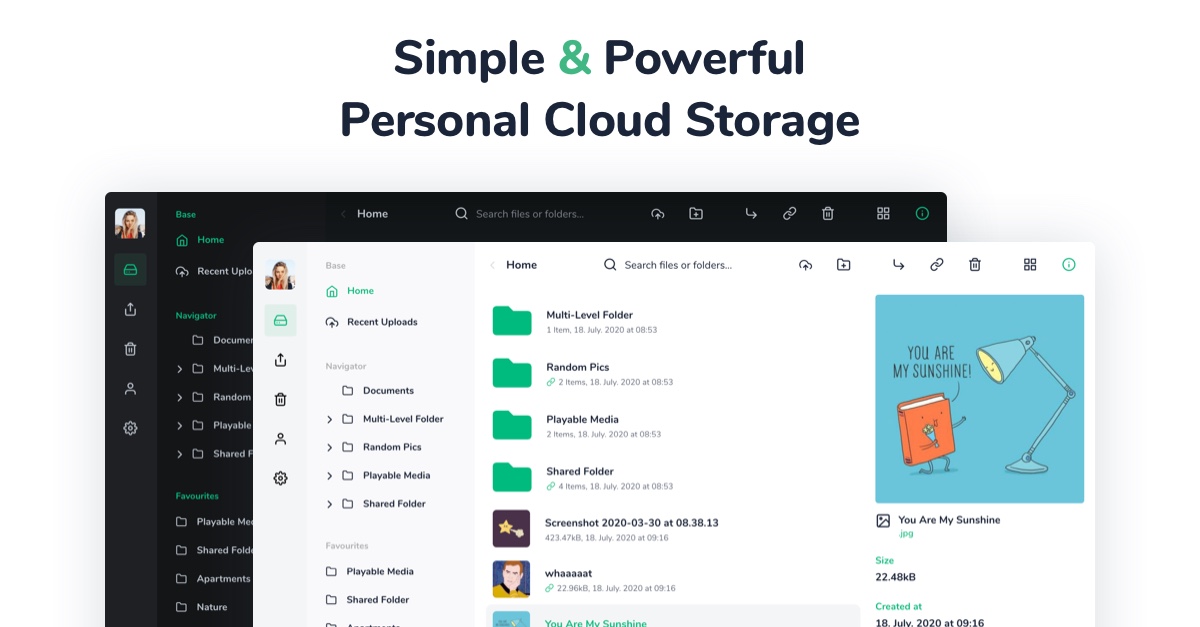 Simple & Powerful
Personal Cloud Storage
Base
Home
Recent Uplo
Navigator
Documen
Multi-Lev
Random
Playable
Shared F
Favourites
Playable Med
Shared Folde
Apartments
Nature
Home
Search files or folders...
Base
Home
Recent Uploads
Navigator
Documents
Multi-Level Folder
Random Pics
Playable Media
Shared Folder
Favourites
Playable Media
Shared Folder
Apartments
Home
Search files or folders...
Multi-Level Folder
1 Item, 18. July. 2020 at 08:53
Random Pics
2 Items, 18. July. 2020 at 08:53
Playable Media
2 Items, 18. July. 2020 at 08:53
Shared Folder
4 Items, 18. July. 2020 at 08:53
Screenshot 2020-03-30 at 08.38.13
423.47kB, 18. July. 2020 at 09:16
whaaaaat
22.96kB, 18. July. 2020 at 09:16
You Are My Sunshine
YOU ARE
MY SUNSHINE!
You Are My Sunshine
.jpg
Size
22.48kB
Created at
18. July. 2020 at 09:16